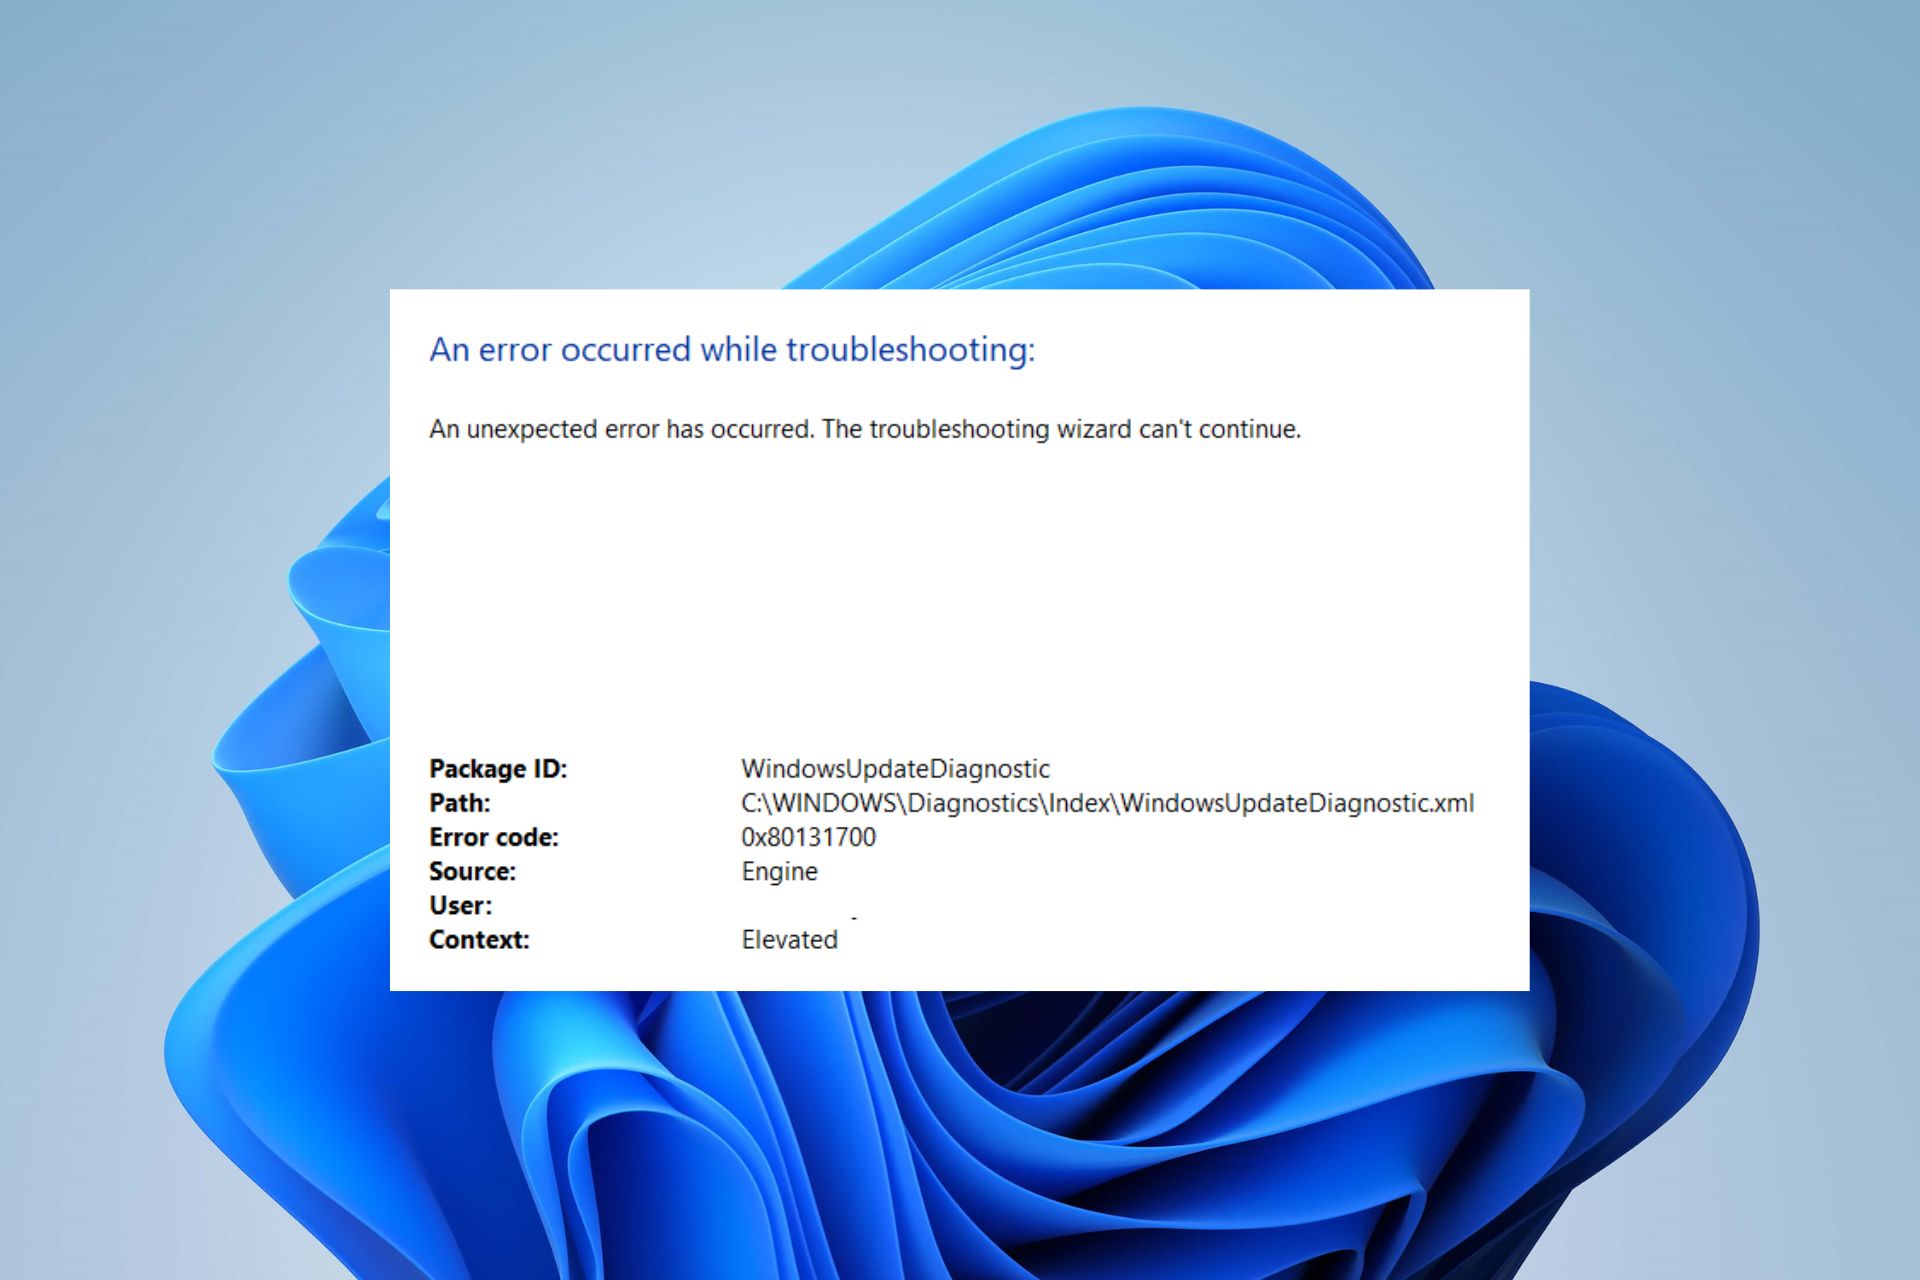 An error occurred while troubleshooting:
An unexpected error has occurred. The troubleshooting wizard can't continue.
Package ID: WindowsUpdateDiagnostic
Path: C:\WINDOWS\Diagnostics\Index\WindowsUpdateDiagnostic.xml
Error code: 0x80131700
Source: Engine
User:
Context: Elevated